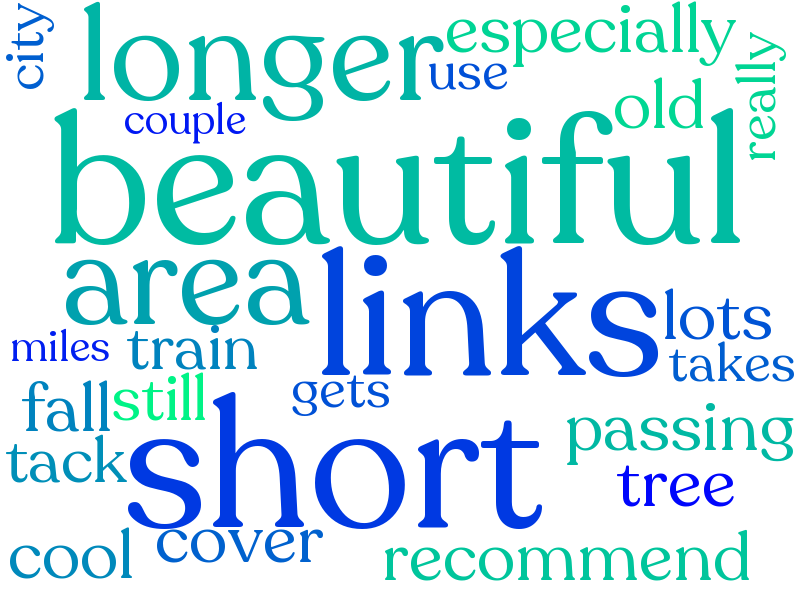 city
longer
especially
use
really
couple
old
beautiful
area
links
lots
miles
train
takes
gets
fall
still
short
passing
tack
tree
cool
cover
recommend